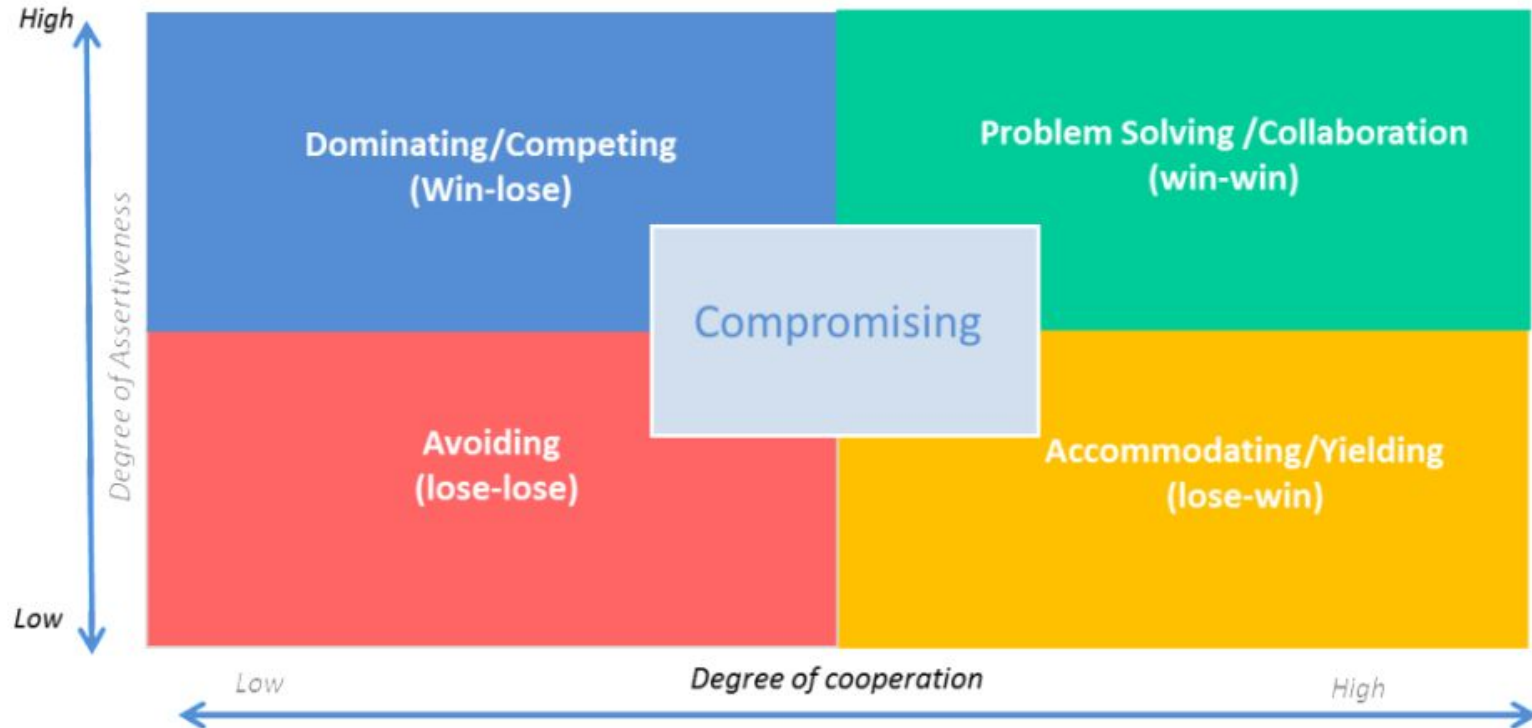 High
Dominating/Competing
(Win-lose)
Problem Solving /Collaboration
(win-win)
Degree of Assertiveness
Compromising
Avoiding
(lose-lose)
Accommodating/Yielding
(lose-win)
Low
Low
Degree of cooperation
High